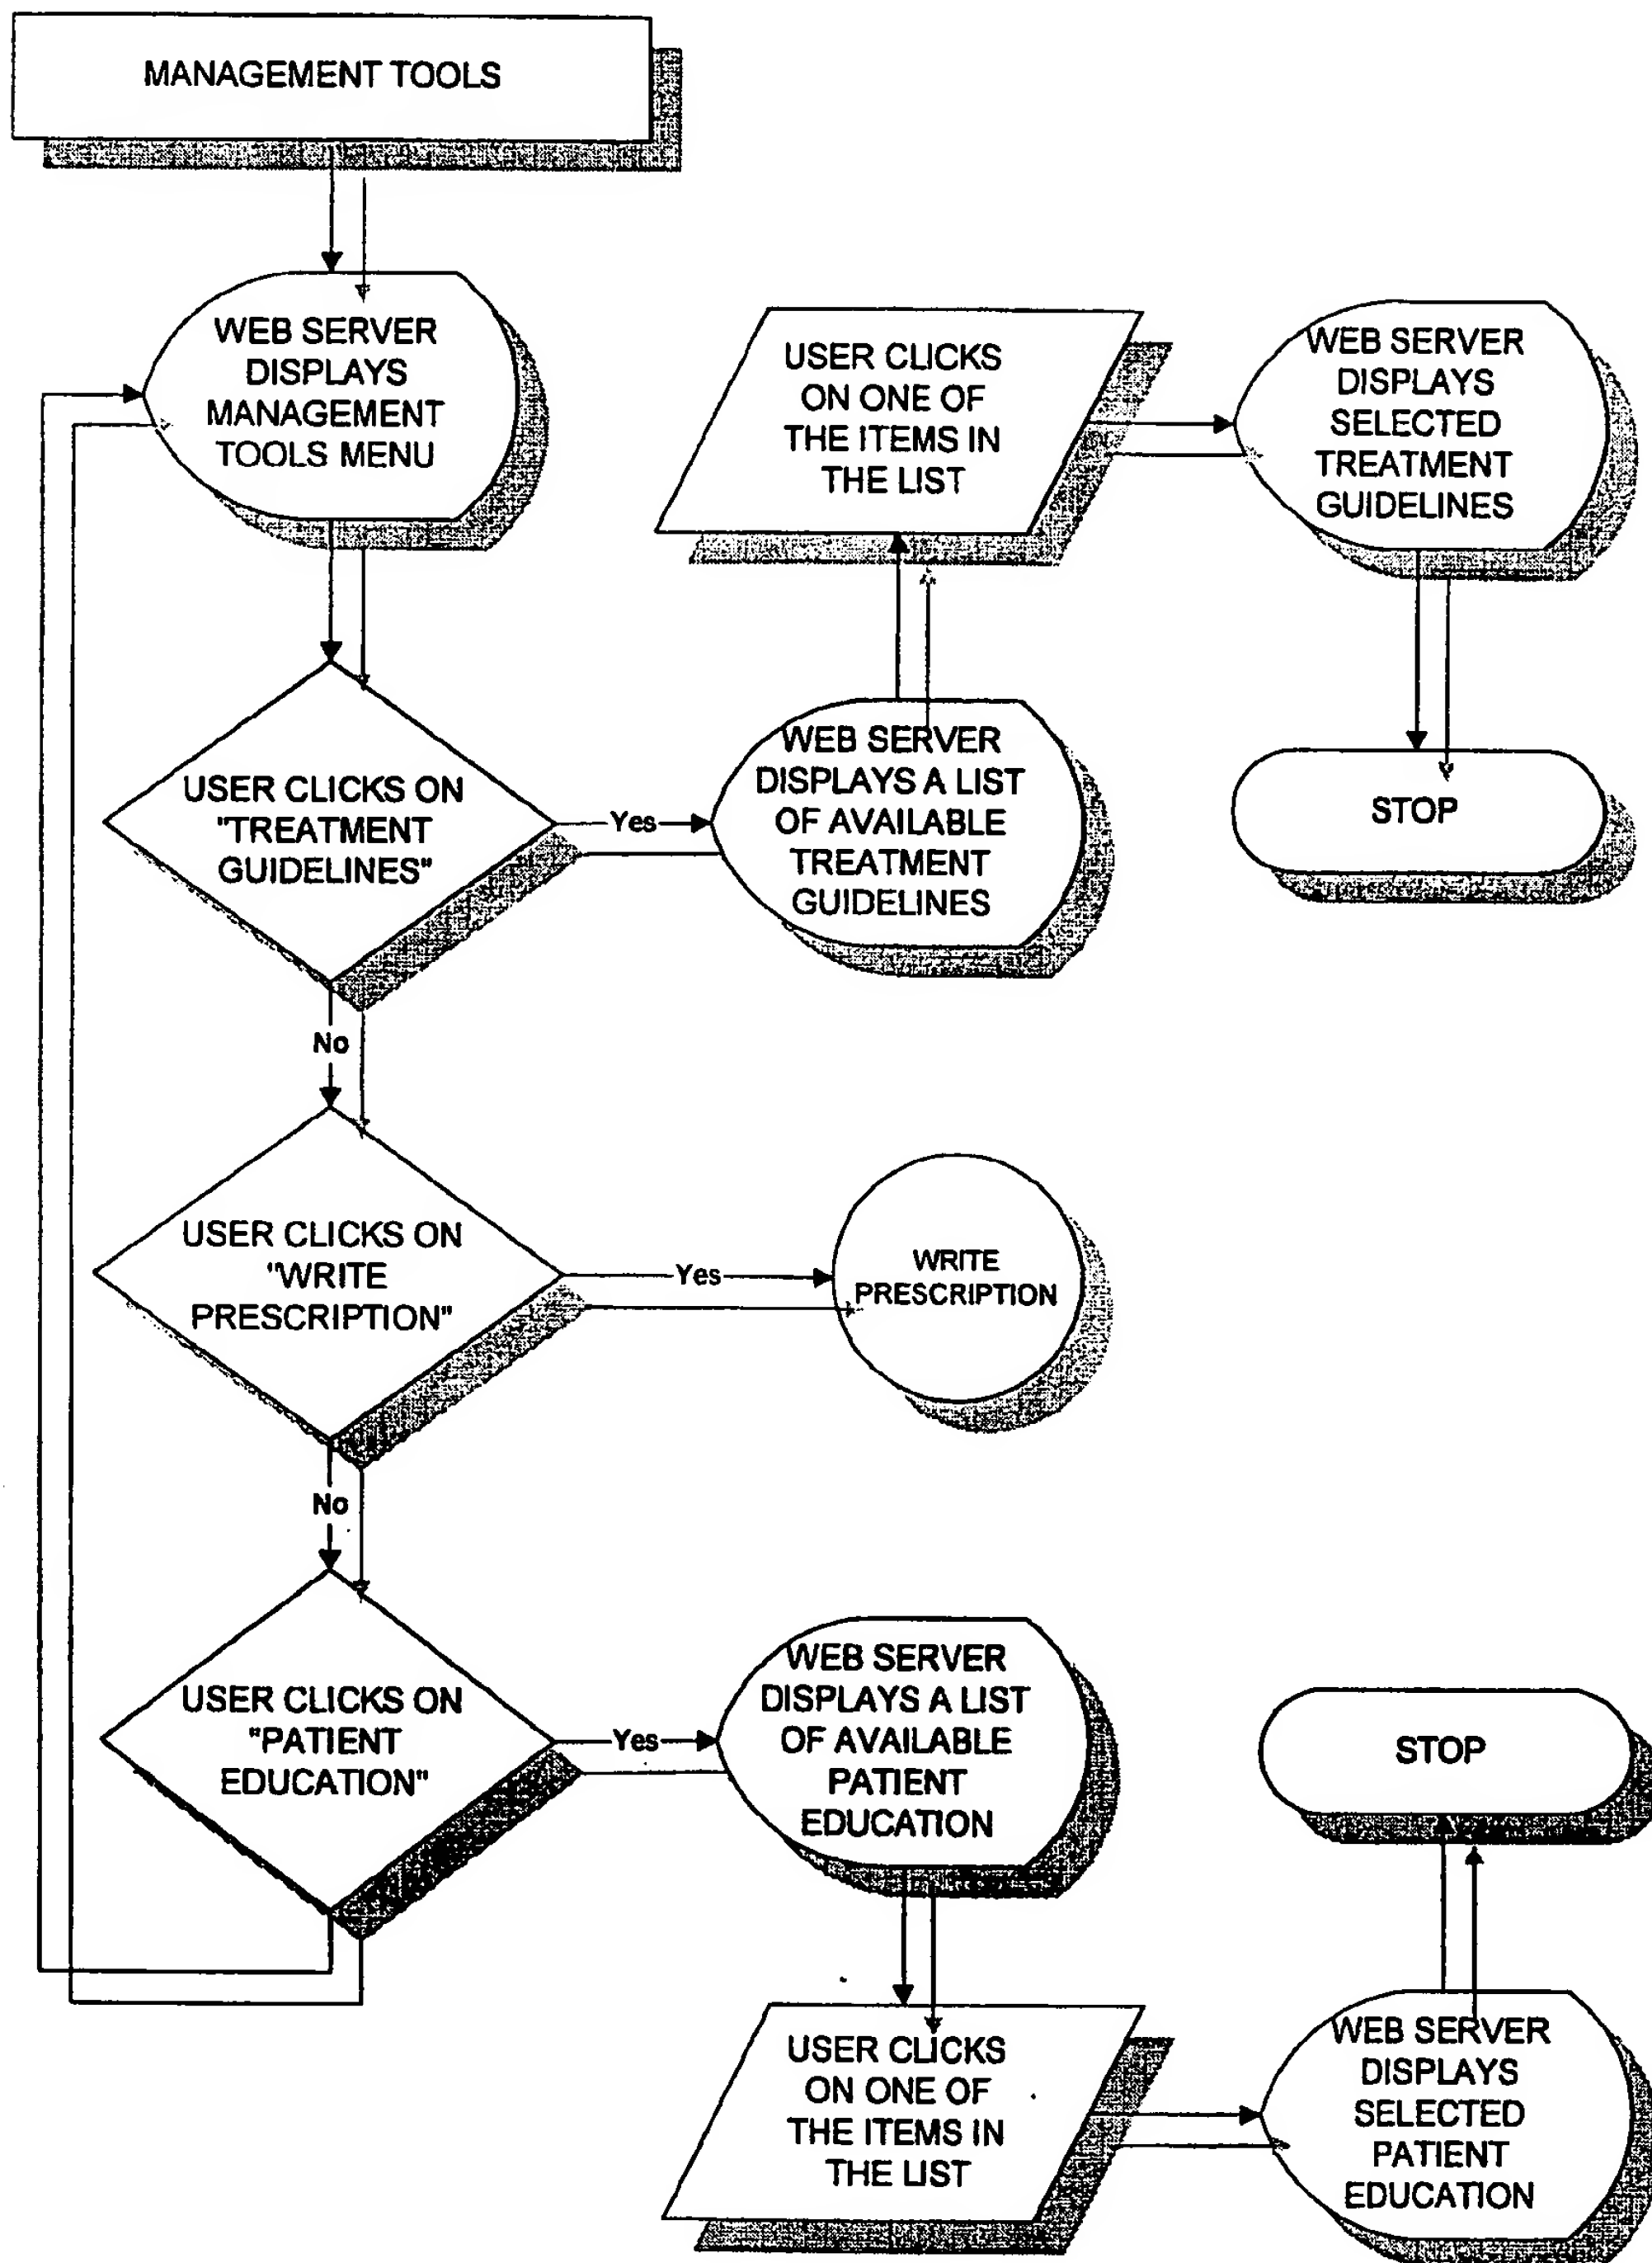 MANAGEMENT TOOLS
WEB SERVER
DISPLAYS
MANAGEMENT
TOOLS MENU
USER CLICKS
ON ONE OF
THE ITEMS IN
THE LIST
WEB SERVER
DISPLAYS
SELECTED
TREATMENT
GUIDELINES
USER CLICKS ON
"TREATMENT
GUIDELINES"
Yes
WEB SERVER
DISPLAYS A LIST
OF AVAILABLE
TREATMENT
GUIDELINES
STOP
No
USER CLICKS ON
"WRITE
PRESCRIPTION"
Yes
WRITE
PRESCRIPTION
No
USER CLICKS ON
"PATIENT
EDUCATION"
Yes
WEB SERVER
DISPLAYS A LIST
OF AVAILABLE
PATIENT
EDUCATION
STOP
USER CLICKS
ON ONE OF
THE ITEMS IN
THE LIST
WEB SERVER
DISPLAYS
SELECTED
PATIENT
EDUCATION